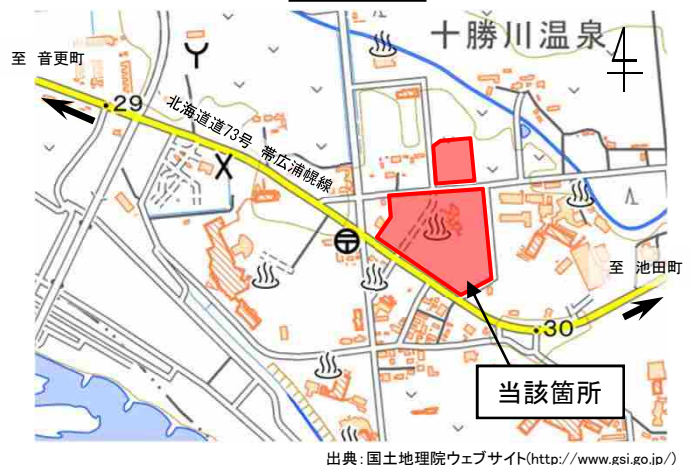 十勝川温泉
至 音更町
29
北海道道73号 帯広浦幌線
至 池田町
30
当該箇所
出典:国土地理院ウェブサイト(http://www.gsi.go.jp/)